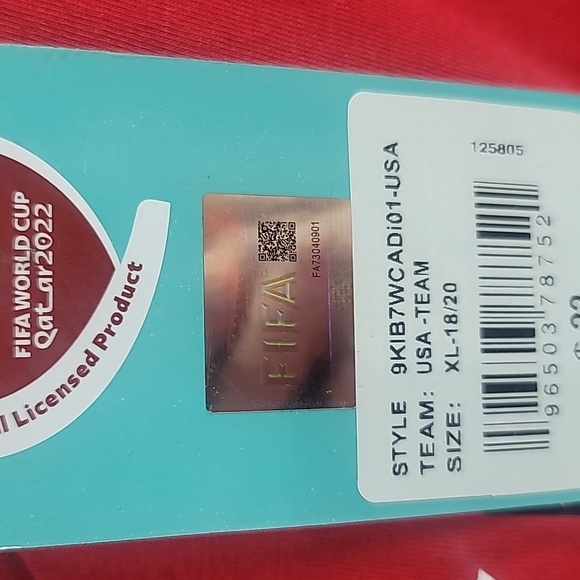 FIFA WORLD CUP
Qatar2022
Licensed Product
FIFA
FA73040901
STYLE 9KIB7WCADi01-USA
TEAM: USA -TEAM
SIZE: XL-18/20
125805
96503 78752